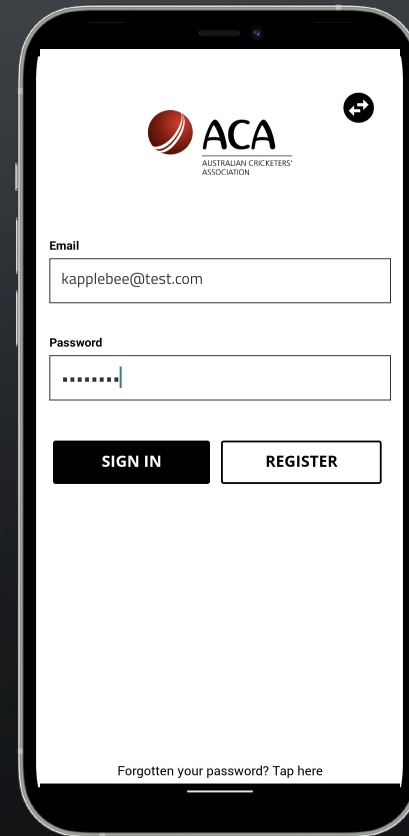 ACA
AUSTRALIAN CRICKETERS'
ASSOCIATION
Email
kapplebee@test.com
Password
SIGN IN
REGISTER
Forgotten your password? Tap here